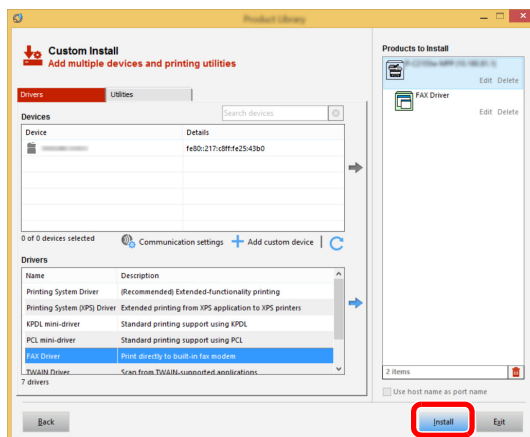 Product Library
Custom Install
Add multiple devices and printing utilities
Drivers
Utilities
Devices
Search devices
Device
Details
fe80::217:c8ff:fe25:43b0
0 of 0 devices selected
Communication settings
Add custom device
Drivers
Name
Description
Printing System Driver
(Recommended) Extended-functionality printing
Printing System (XPS) Driver
Extended printing from XPS application to XPS printers
KPDL mini-driver
Standard printing support using KPDL
PCL mini-driver
Standard printing support using PCL
FAX Driver
Print directly to built-in fax modem
TWAIN Driver
Scan from TWAIN-supported applications
7 drivers
Products to Install
Edit Delete
FAX Driver
Edit Delete
2 items
Use host name as port name
Back
Install
Exit